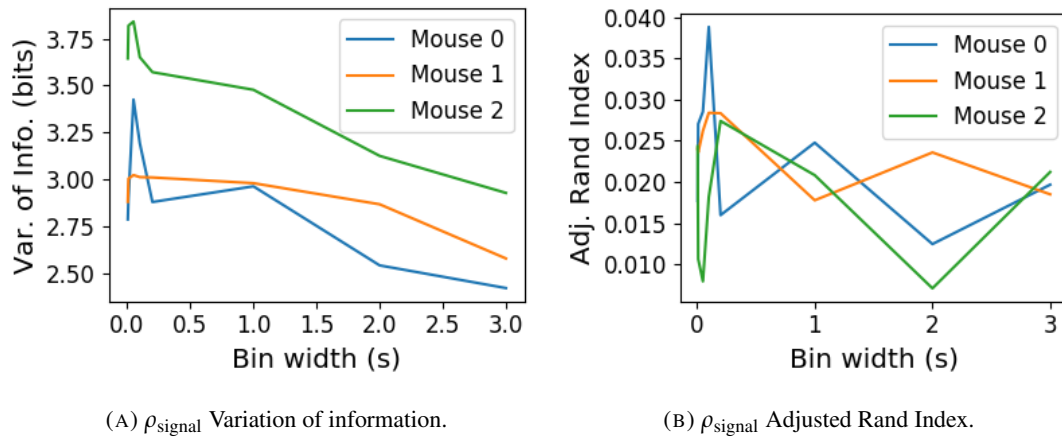 Var. of Info. (bits)
3.75
3.50
3.25
3.00
2.75
2.50
Mouse 0
Mouse 1
Mouse 2
0.0 0.5 1.0 1.5 2.0 2.5 3.0
Bin width (s)
(A) ρsignal Variation of information.
Adj. Rand Index
0.040
0.035
0.030
0.025
0.020
0.015
0.010
Mouse 0
Mouse 1
Mouse 2
0 1 2 3
Bin width (s)
(B) ρsignal Adjusted Rand Index.